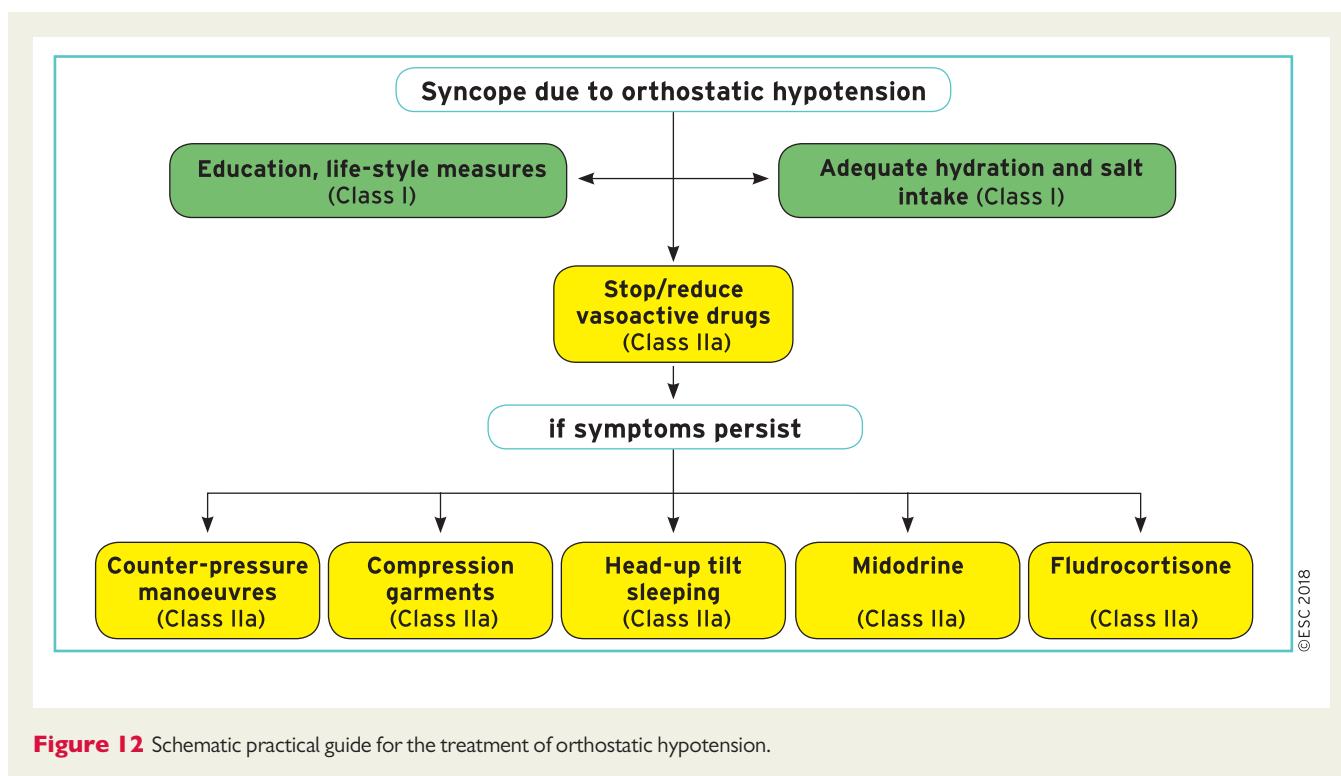 Syncope due to orthostatic hypotension
Education, life-style measures
(Class I)
Adequate hydration and salt
intake (Class I)
Stop/reduce
vasoactive drugs
(Class IIa)
if symptoms persist
Counter-pressure
manoeuvres
(Class IIa)
Compression
garments
(Class IIa)
Head-up tilt
sleeping
(Class IIa)
Midodrine
(Class IIa)
Fludrocortisone
(Class IIa)
©ESC 2018
Figure 12 Schematic practical guide for the treatment of orthostatic hypotension.